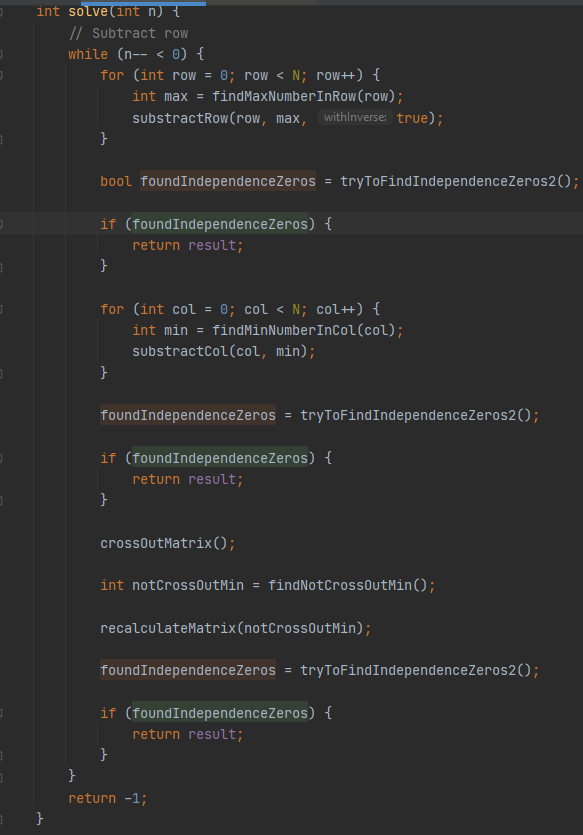 int solve(int n) {
// Subtract row
while (n-- < 0) {
for (int row = 0; row < N; row++) {
int max = findMaxNumberInRow(row);
substractRow(row, max, withInverse: true);
}
bool foundIndependenceZeros = tryToFindIndependenceZeros2();
if (foundIndependenceZeros) {
return result;
}
for (int col = 0; col < N; col++) {
int min = findMinNumberInCol(col);
substractCol(col, min);
}
foundIndependenceZeros = tryToFindIndependenceZeros2();
if (foundIndependenceZeros) {
return result;
}
crossOutMatrix();
int notCrossOutMin = findNotCrossOutMin();
recalculateMatrix(notCrossOutMin);
foundIndependenceZeros = tryToFindIndependenceZeros2();
if (foundIndependenceZeros) {
return result;
}
}
return -1;
}